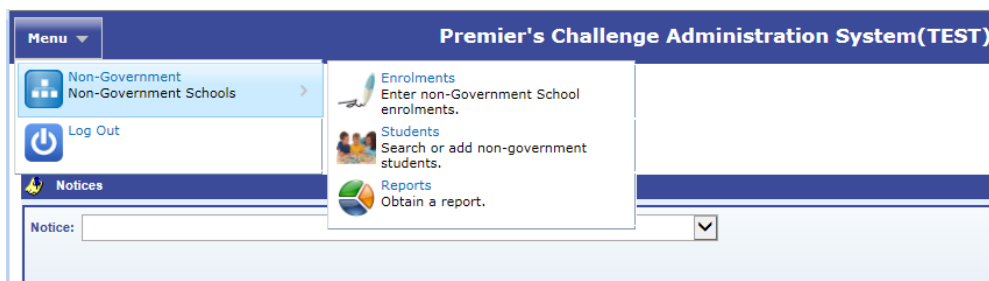 Menu
Premier's Challenge Administration System(TEST)
Non-Government
Non-Government Schools
Log Out
Enrolments
Enter non-Government School
enrolments.
Students
Search or add non-government
students.
Reports
Obtain a report.
Notices
Notice: